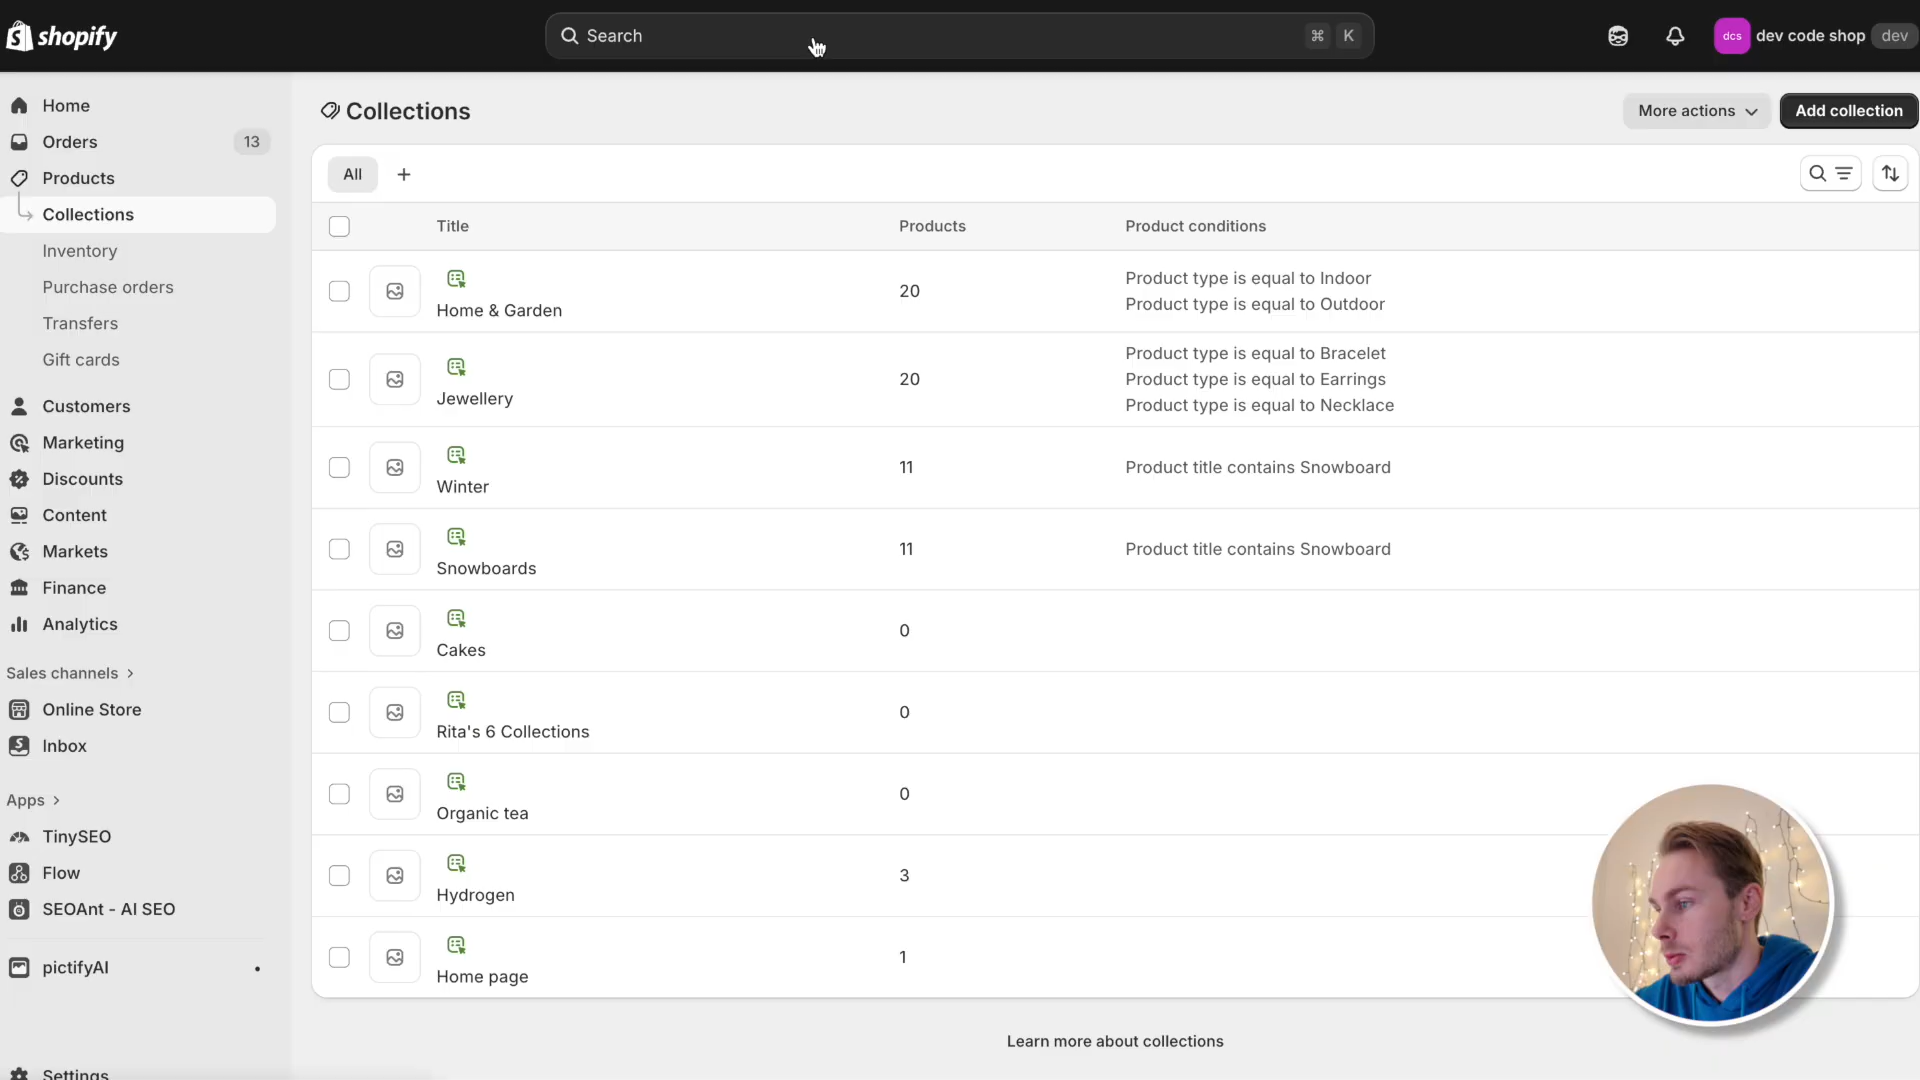 shopify
Search
⌘ K
dcs
dev code shop
dev
Home
Orders
13
Products
Collections
Inventory
Purchase orders
Transfers
Gift cards
Customers
Marketing
Discounts
Content
Markets
Finance
Analytics
Sales channels
Online Store
Inbox
Apps
TinySEO
Flow
SEOAnt - AI SEO
pictifyAI
Settings
Collections
More actions
Add collection
All
Title
Products
Product conditions
Home & Garden
20
Product type is equal to Indoor
Product type is equal to Outdoor
Jewellery
20
Product type is equal to Bracelet
Product type is equal to Earrings
Product type is equal to Necklace
Winter
11
Product title contains Snowboard
Snowboards
11
Product title contains Snowboard
Cakes
0
Rita's 6 Collections
0
Organic tea
0
Hydrogen
3
Home page
1
Learn more about collections